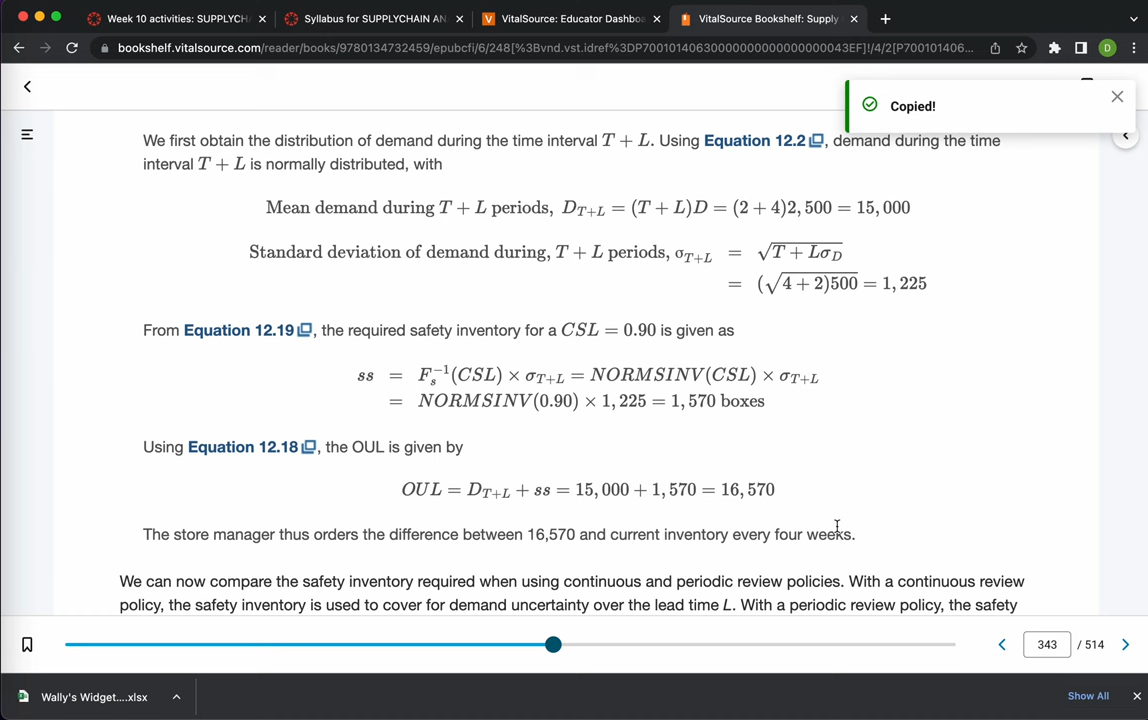 Week 10 activities: SUPPLYCH
Syllabus for SUPPLYCHAIN AN
VitalSource: Educator Dashboa
VitalSource Bookshelf: Supply
bookshelf.vitalsource.com/reader/books/9780134732459/epubcfi/6/248[%3Bvnd.vst.idref%3DP7001014063000000000000000043EF]!/4/2[P700101406...
D
Copied!
We first obtain the distribution of demand during the time interval T + L. Using Equation 12.2, demand during the time
interval T + L is normally distributed, with
Mean demand during T + L periods, D_{T+L} = (T + L)D = (2 + 4)2, 500 = 15, 000
Standard deviation of demand during, T + L periods, σ_{T+L} = √(T + Lσ_D)
= (√(4 + 2)500 = 1, 225
From Equation 12.19, the required safety inventory for a CSL = 0.90 is given as
ss = F_s^{-1}(CSL) × σ_{T+L} = NORMSINV(CSL) × σ_{T+L}
= NORMSINV(0.90) × 1, 225 = 1, 570 boxes
Using Equation 12.18, the OUL is given by
OUL = D_{T+L} + ss = 15, 000 + 1, 570 = 16, 570
The store manager thus orders the difference between 16,570 and current inventory every four weeks.
We can now compare the safety inventory required when using continuous and periodic review policies. With a continuous review
policy, the safety inventory is used to cover for demand uncertainty over the lead time L. With a periodic review policy, the safety
343 / 514
Wally's Widget....xlsx
Show All